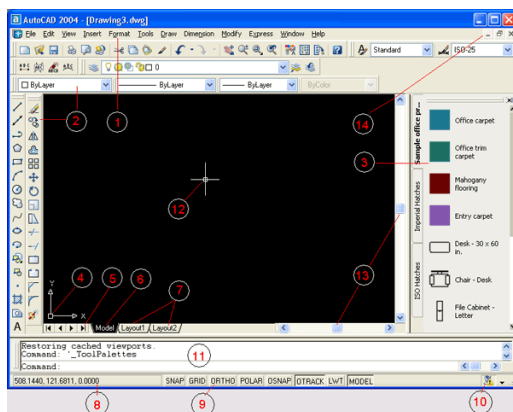 AutoCAD 2004 - [Drawing3.dwg]
File Edit View Insert Format Tools Draw Dimension Modify Express Window Help
Standard ISO-25
0
ByLayer ByLayer ByLayer ByColor
2 1 14
3
12
13
4 5 6 7
Y
X
Sample office pr...
Imperial Hatches
ISO Hatches
Office carpet
Office trim
carpet
Mahogany
flooring
Entry carpet
Desk - 30 x 60
in.
Chair - Desk
File Cabinet -
Letter
A
Model Layout1 Layout2
Restoring cached viewports.
Command: '_ToolPalettes
11
Command:
508.1440, 121.6811, 0.0000 SNAP GRID ORTHO POLAR OSNAP OTRACK LWT MODEL
8 9 10